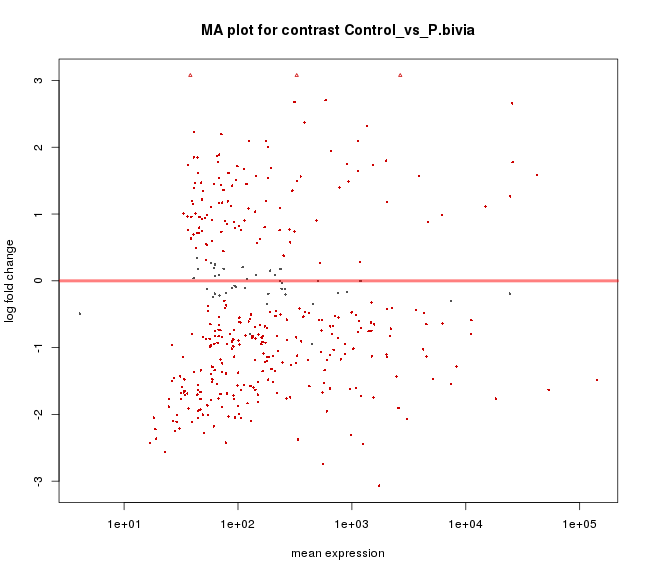 MA plot for contrast Control_vs_P.bivia
3
2
1
0
-1
-2
-3
log fold change
1e+01 1e+02 1e+03 1e+04 1e+05
mean expression